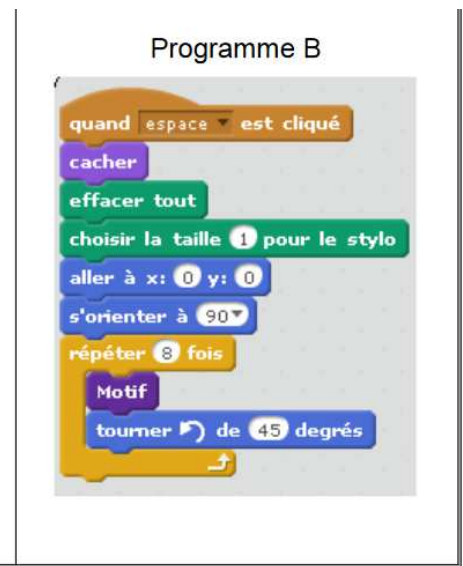 Programme B
quand espace est cliqué
cacher
effacer tout
choisir la taille 1 pour le stylo
aller à x: 0 y: 0
s'orienter à 90
répéter 8 fois
Motif
tourner de 45 degrés